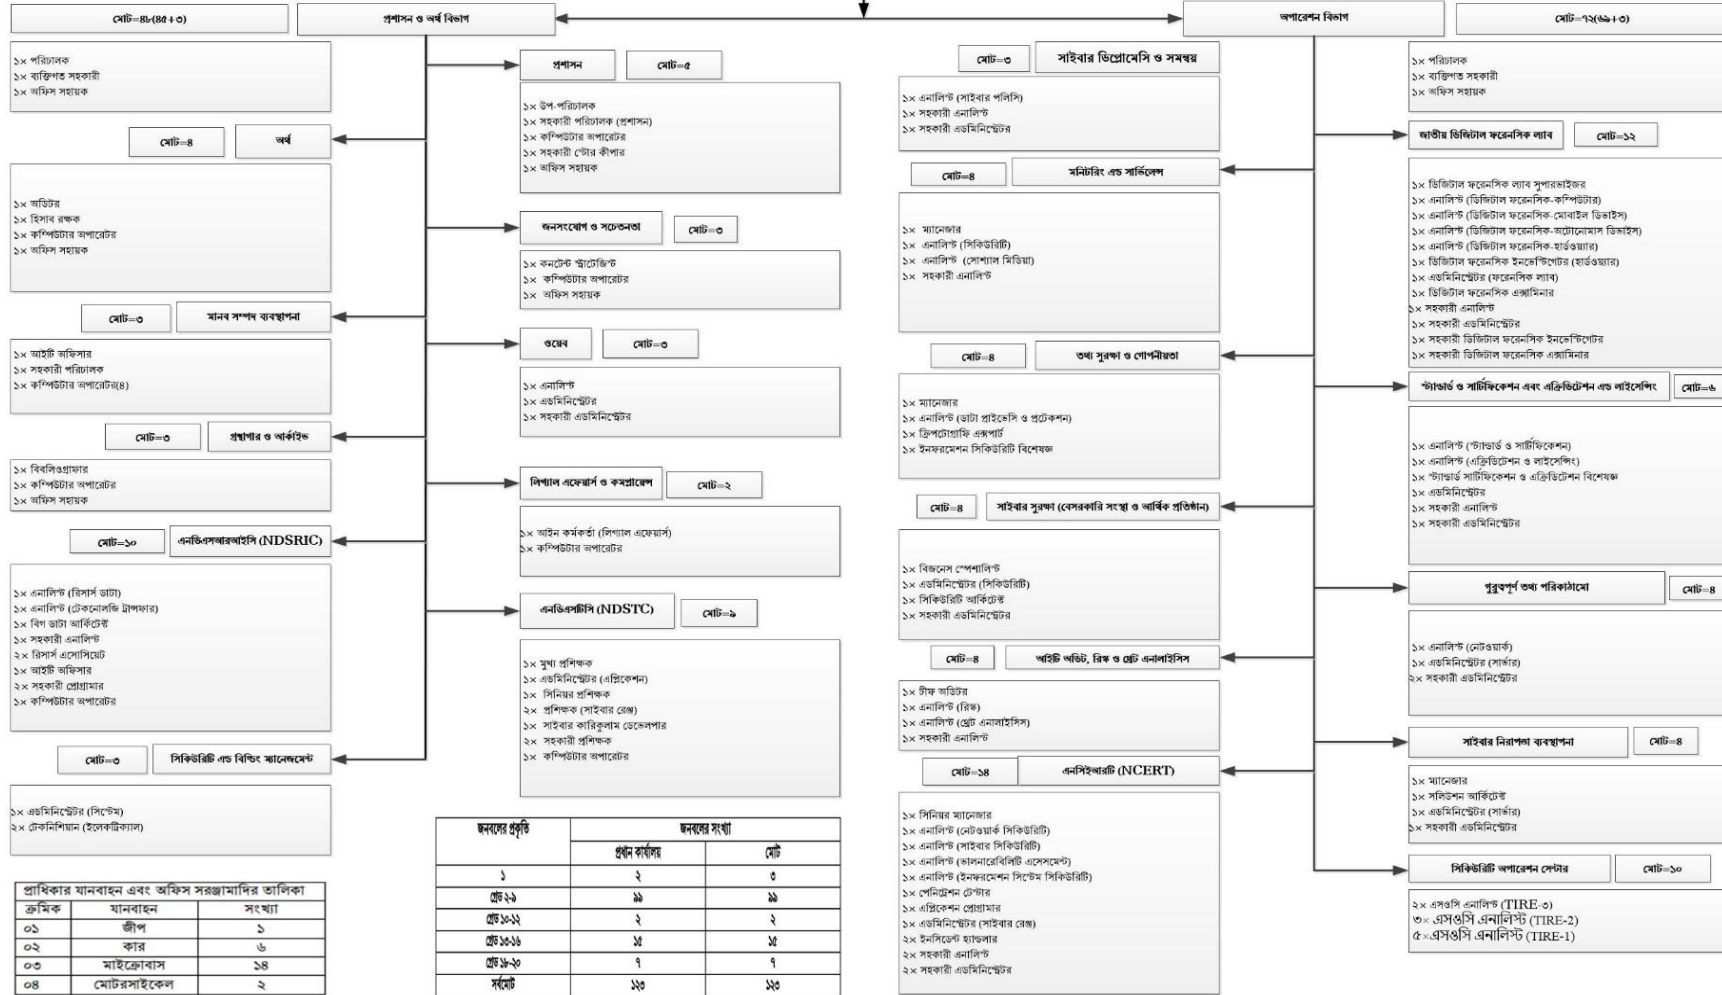 মোট=৪৮(৪৫+৩)
প্রশাসন ও অর্থ বিভাগ
১× পরিচালক
১× ব্যক্তিগত সহকারী
১× অফিস সহায়ক
প্রশাসন
মোট=৫
১× উপ-পরিচালক
১× সহকারী পরিচালক (প্রশাসন)
১× কম্পিউটার অপারেটর
১× সহকারী স্টোর কীপার
১× অফিস সহায়ক
মোট=৪
অর্থ
১× অডিটর
১× হিসাব রক্ষক
১× কম্পিউটার অপারেটর
১× অফিস সহায়ক
জনসংযোগ ও সচেতনতা
মোট=৩
১× কনটেন্ট স্ট্রাটেজিস্ট
১× কম্পিউটার অপারেটর
১× অফিস সহায়ক
মোট=৩
মানব সম্পদ ব্যবস্থাপনা
১× আইটি অফিসার
১× সহকারী পরিচালক
১× কম্পিউটার অপারেটর(৪)
ওয়েব
মোট=৩
১× এনালিস্ট
১× এডমিনিস্ট্রেটর
১× সহকারী এডমিনিস্ট্রেটর
মোট=৩
গ্রন্থাগার ও আর্কাইভ
১× বিবলিওগ্রাফার
১× কম্পিউটার অপারেটর
১× অফিস সহায়ক
লিগ্যাল এফেয়ার্স ও কমপ্লায়েন্স
মোট=২
১× আইন কর্মকর্তা (লিগ্যাল এফেয়ার্স)
১× কম্পিউটার অপারেটর
মোট=১০
এনডিএসআরআইসি (NDSRIC)
১× এনালিস্ট (রিসার্স ডাটা)
১× এনালিস্ট (টেকনোলজি ট্রান্সফার)
১× বিগ ডাটা আর্কিটেক্ট
১× সহকারী এনালিস্ট
২× রিসার্স এসোসিয়েট
১× আইটি অফিসার
২× সহকারী প্রোগ্রামার
১× কম্পিউটার অপারেটর
এনডিএসটিসি (NDSTC)
মোট=৯
১× মুখ্য প্রশিক্ষক
১× এডমিনিস্ট্রেটর (এপ্লিকেশন)
১× সিনিয়র প্রশিক্ষক
২× প্রশিক্ষক (সাইবার রেঞ্জ)
১× সাইবার কারিকুলাম ডেভেলপার
২× সহকারী প্রশিক্ষক
১× কম্পিউটার অপারেটর
মোট=৩
সিকিউরিটি এন্ড বিল্ডিং ম্যানেজমেন্ট
১× এডমিনিস্ট্রেটর (সিস্টেম)
২× টেকনিশিয়ান (ইলেকট্রিক্যাল)
প্রাধিকার যানবাহন এবং অফিস সরঞ্জামাদির তালিকা
ক্রমিক যানবাহন সংখ্যা
০১ জীপ ১
০২ কার ৬
০৩ মাইক্রোবাস ১৪
০৪ মোটরসাইকেল ২
জনবলের প্রকৃতি জনবলের সংখ্যা
প্রধান কার্যালয় মোট
১ ২ ৩
গ্রেড ২-৯ ৯৯ ৯৯
গ্রেড ১০-১২ ২ ২
গ্রেড ১৩-১৬ ১৫ ১৫
গ্রেড ১৮-২০ ৭ ৭
সর্বমোট ১২৩ ১২৩
অপারেশন বিভাগ
মোট=৭২(৬৯+৩)
১× পরিচালক
১× ব্যক্তিগত সহকারী
১× অফিস সহায়ক
মোট=৩
সাইবার ডিপ্লোমেসি ও সমন্বয়
১× এনালিস্ট (সাইবার পলিসি)
১× সহকারী এনালিস্ট
১× সহকারী এডমিনিস্ট্রেটর
জাতীয় ডিজিটাল ফরেনসিক ল্যাব
মোট=১২
১× ডিজিটাল ফরেনসিক ল্যাব সুপারভাইজর
১× এনালিস্ট (ডিজিটাল ফরেনসিক-কম্পিউটার)
১× এনালিস্ট (ডিজিটাল ফরেনসিক-মোবাইল ডিভাইস)
১× এনালিস্ট (ডিজিটাল ফরেনসিক-অটোনোমাস ডিভাইস)
১× এনালিস্ট (ডিজিটাল ফরেনসিক-হার্ডওয়্যার)
১× ডিজিটাল ফরেনসিক ইনভেস্টিগেটর (হার্ডওয়্যার)
১× এডমিনিস্ট্রেটর (ফরেনসিক ল্যাব)
১× ডিজিটাল ফরেনসিক এক্সামিনার
১× সহকারী এনালিস্ট
১× সহকারী এডমিনিস্ট্রেটর
১× সহকারী ডিজিটাল ফরেনসিক ইনভেস্টিগেটর
১× সহকারী ডিজিটাল ফরেনসিক এক্সামিনার
মোট=৪
মনিটরিং এন্ড সার্ভিলেন্স
১× ম্যানেজার
১× এনালিস্ট (সিকিউরিটি)
১× এনালিস্ট (সোশ্যাল মিডিয়া)
১× সহকারী এনালিস্ট
মোট=৪
তথ্য সুরক্ষা ও গোপনীয়তা
১× ম্যানেজার
১× এনালিস্ট (ডাটা প্রাইভেসি ও প্রটেকশন)
১× ক্রিপটোগ্রাফি এক্সপার্ট
১× ইনফরমেশন সিকিউরিটি বিশেষজ্ঞ
স্ট্যান্ডার্ড ও সার্টিফিকেশন এবং এক্রিডিটেশন এন্ড লাইসেন্সিং
মোট=৬
১× এনালিস্ট (স্ট্যান্ডার্ড ও সার্টিফিকেশন)
১× এনালিস্ট (এক্রিডিটেশন ও লাইসেন্সিং)
১× স্ট্যান্ডার্ড সার্টিফিকেশন ও এক্রিডিটেশন বিশেষজ্ঞ
১× এডমিনিস্ট্রেটর
১× সহকারী এনালিস্ট
১× সহকারী এডমিনিস্ট্রেটর
মোট=৪
সাইবার সুরক্ষা (বেসরকারি সংস্থা ও আর্থিক প্রতিষ্ঠান)
১× বিজনেস স্পেশালিস্ট
১× এডমিনিস্ট্রেটর (সিকিউরিটি)
১× সিকিউরিটি আর্কিটেক্ট
১× সহকারী এডমিনিস্ট্রেটর
গুরুত্বপূর্ণ তথ্য পরিকাঠামো
মোট=৪
১× এনালিস্ট (নেটওয়ার্ক)
১× এডমিনিস্ট্রেটর (সার্ভার)
২× সহকারী এডমিনিস্ট্রেটর
মোট=৪
আইটি অডিট, রিস্ক ও থ্রেট এনালাইসিস
১× চীফ অডিটর
১× এনালিস্ট (রিস্ক)
১× এনালিস্ট (থ্রেট এনালাইসিস)
১× সহকারী এনালিস্ট
সাইবার নিরাপত্তা ব্যবস্থাপনা
মোট=৪
১× ম্যানেজার
১× সলিউশন আর্কিটেক্ট
১× এডমিনিস্ট্রেটর (সার্ভার)
১× সহকারী এডমিনিস্ট্রেটর
মোট=১৪
এনসিইআরটি (NCERT)
১× সিনিয়র ম্যানেজার
১× এনালিস্ট (নেটওয়ার্ক সিকিউরিটি)
১× এনালিস্ট (সাইবার সিকিউরিটি)
১× এনালিস্ট (ভালনারেবিলিটি এসেসমেন্ট)
১× এনালিস্ট (ইনফরমেশন সিস্টেম সিকিউরিটি)
১× পেনিট্রেশন টেস্টার
১× এপ্লিকেশন প্রোগ্রামার
১× এডমিনিস্ট্রেটর (সাইবার রেঞ্জ)
২× ইনসিডেন্ট হ্যান্ডলার
২× সহকারী এনালিস্ট
২× সহকারী এডমিনিস্ট্রেটর
সিকিউরিটি অপারেশন সেন্টার
মোট=১০
২× এসওসি এনালিস্ট (TIRE-৩)
৩× এসওসি এনালিস্ট (TIRE-2)
৫×এসওসি এনালিস্ট (TIRE-1)